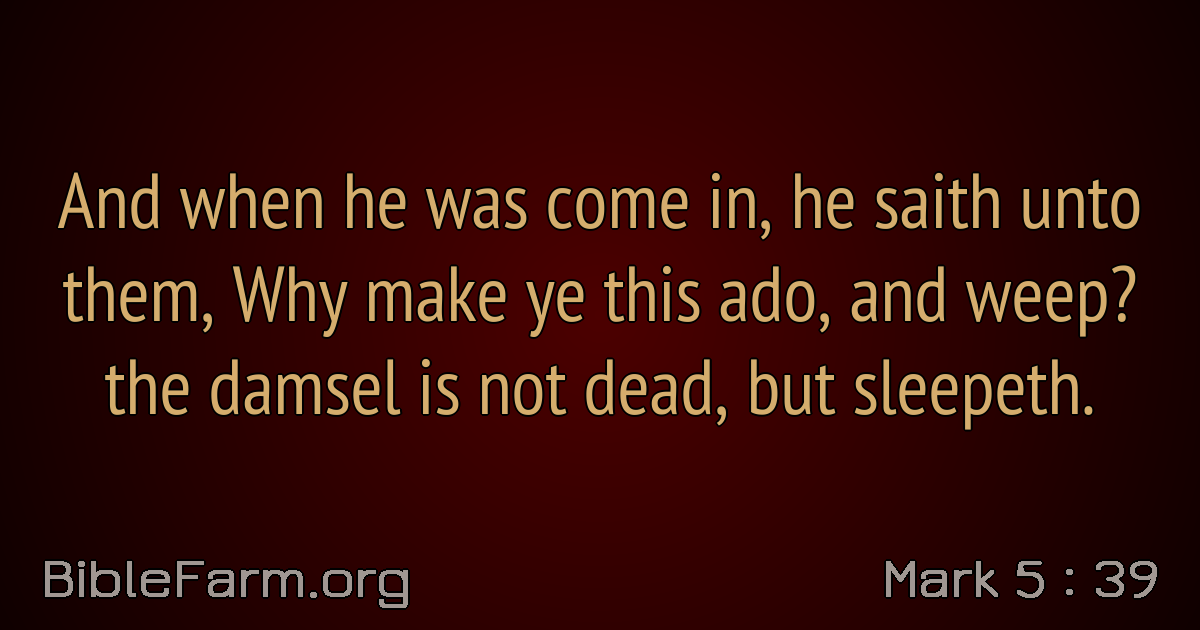 And when he was come in, he saith unto
them, Why make ye this ado, and weep?
the damsel is not dead, but sleepeth.
BibleFarm.org
Mark 5 : 39